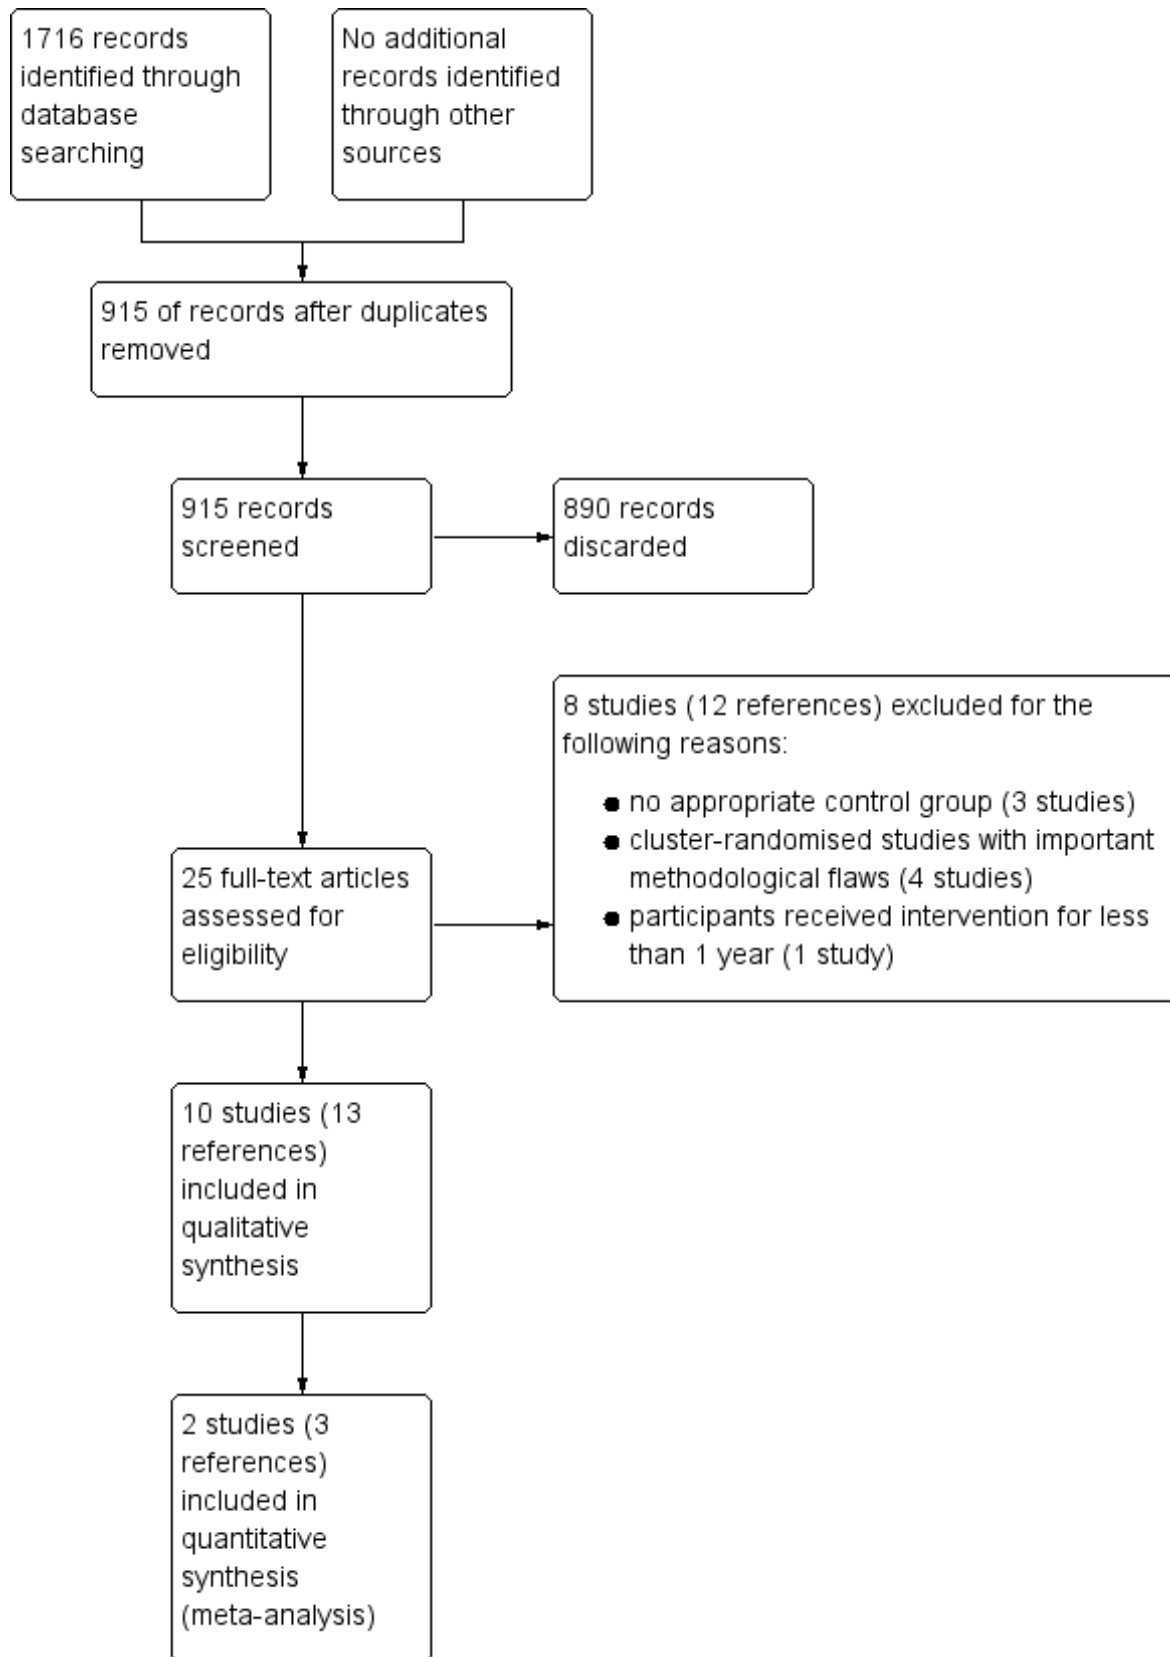 1716 records
identified through
database
searching
No additional
records identified
through other
sources
915 of records after duplicates
removed
915 records
screened
890 records
discarded
8 studies (12 references) excluded for the
following reasons:
● no appropriate control group (3 studies)
● cluster-randomised studies with important
methodological flaws (4 studies)
● participants received intervention for less
than 1 year (1 study)
25 full-text articles
assessed for
eligibility
10 studies (13
references)
included in
qualitative
synthesis
2 studies (3
references)
included in
quantitative
synthesis
(meta-analysis)